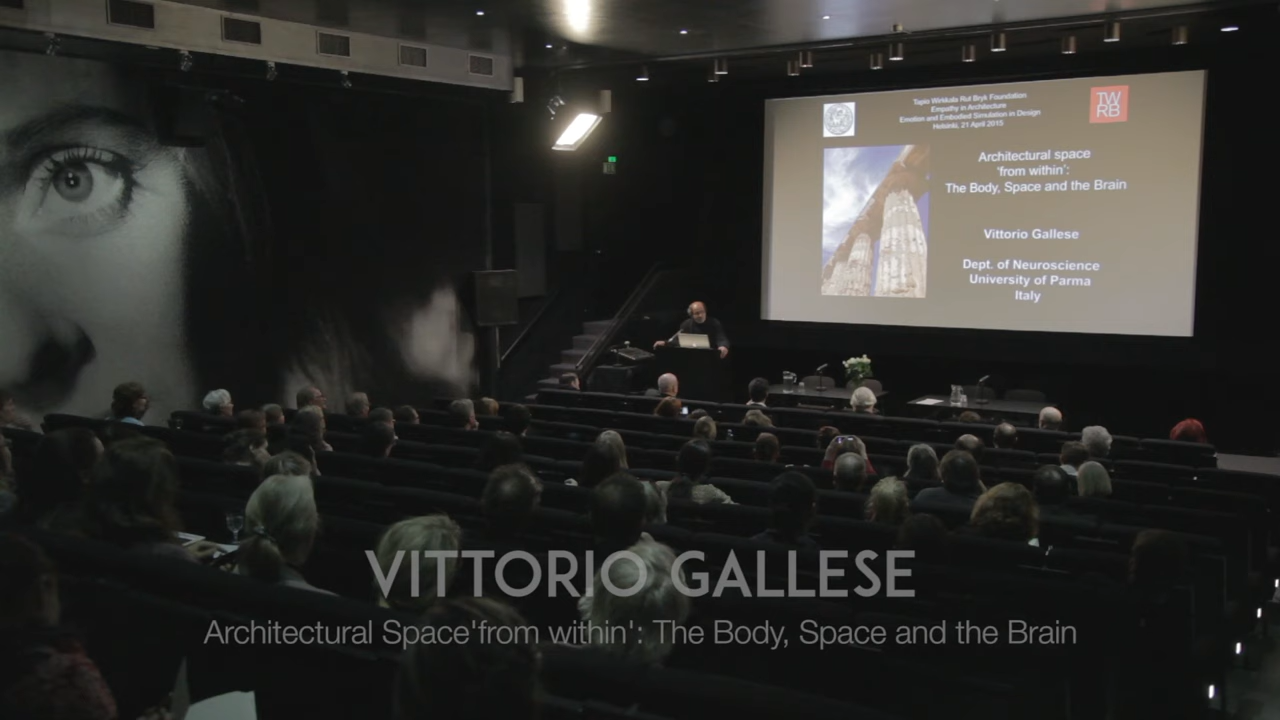 Tapio Wirkkala Rut Bryk Foundation
Empathy in Architecture
Emotion and Embodied Simulation in Design
Helsinki, 21 April 2015
TW
RB
Architectural space
'from within':
The Body, Space and the Brain
Vittorio Gallese
Dept. of Neuroscience
University of Parma
Italy
VITTORIO GALLESE
Architectural Space'from within': The Body, Space and the Brain